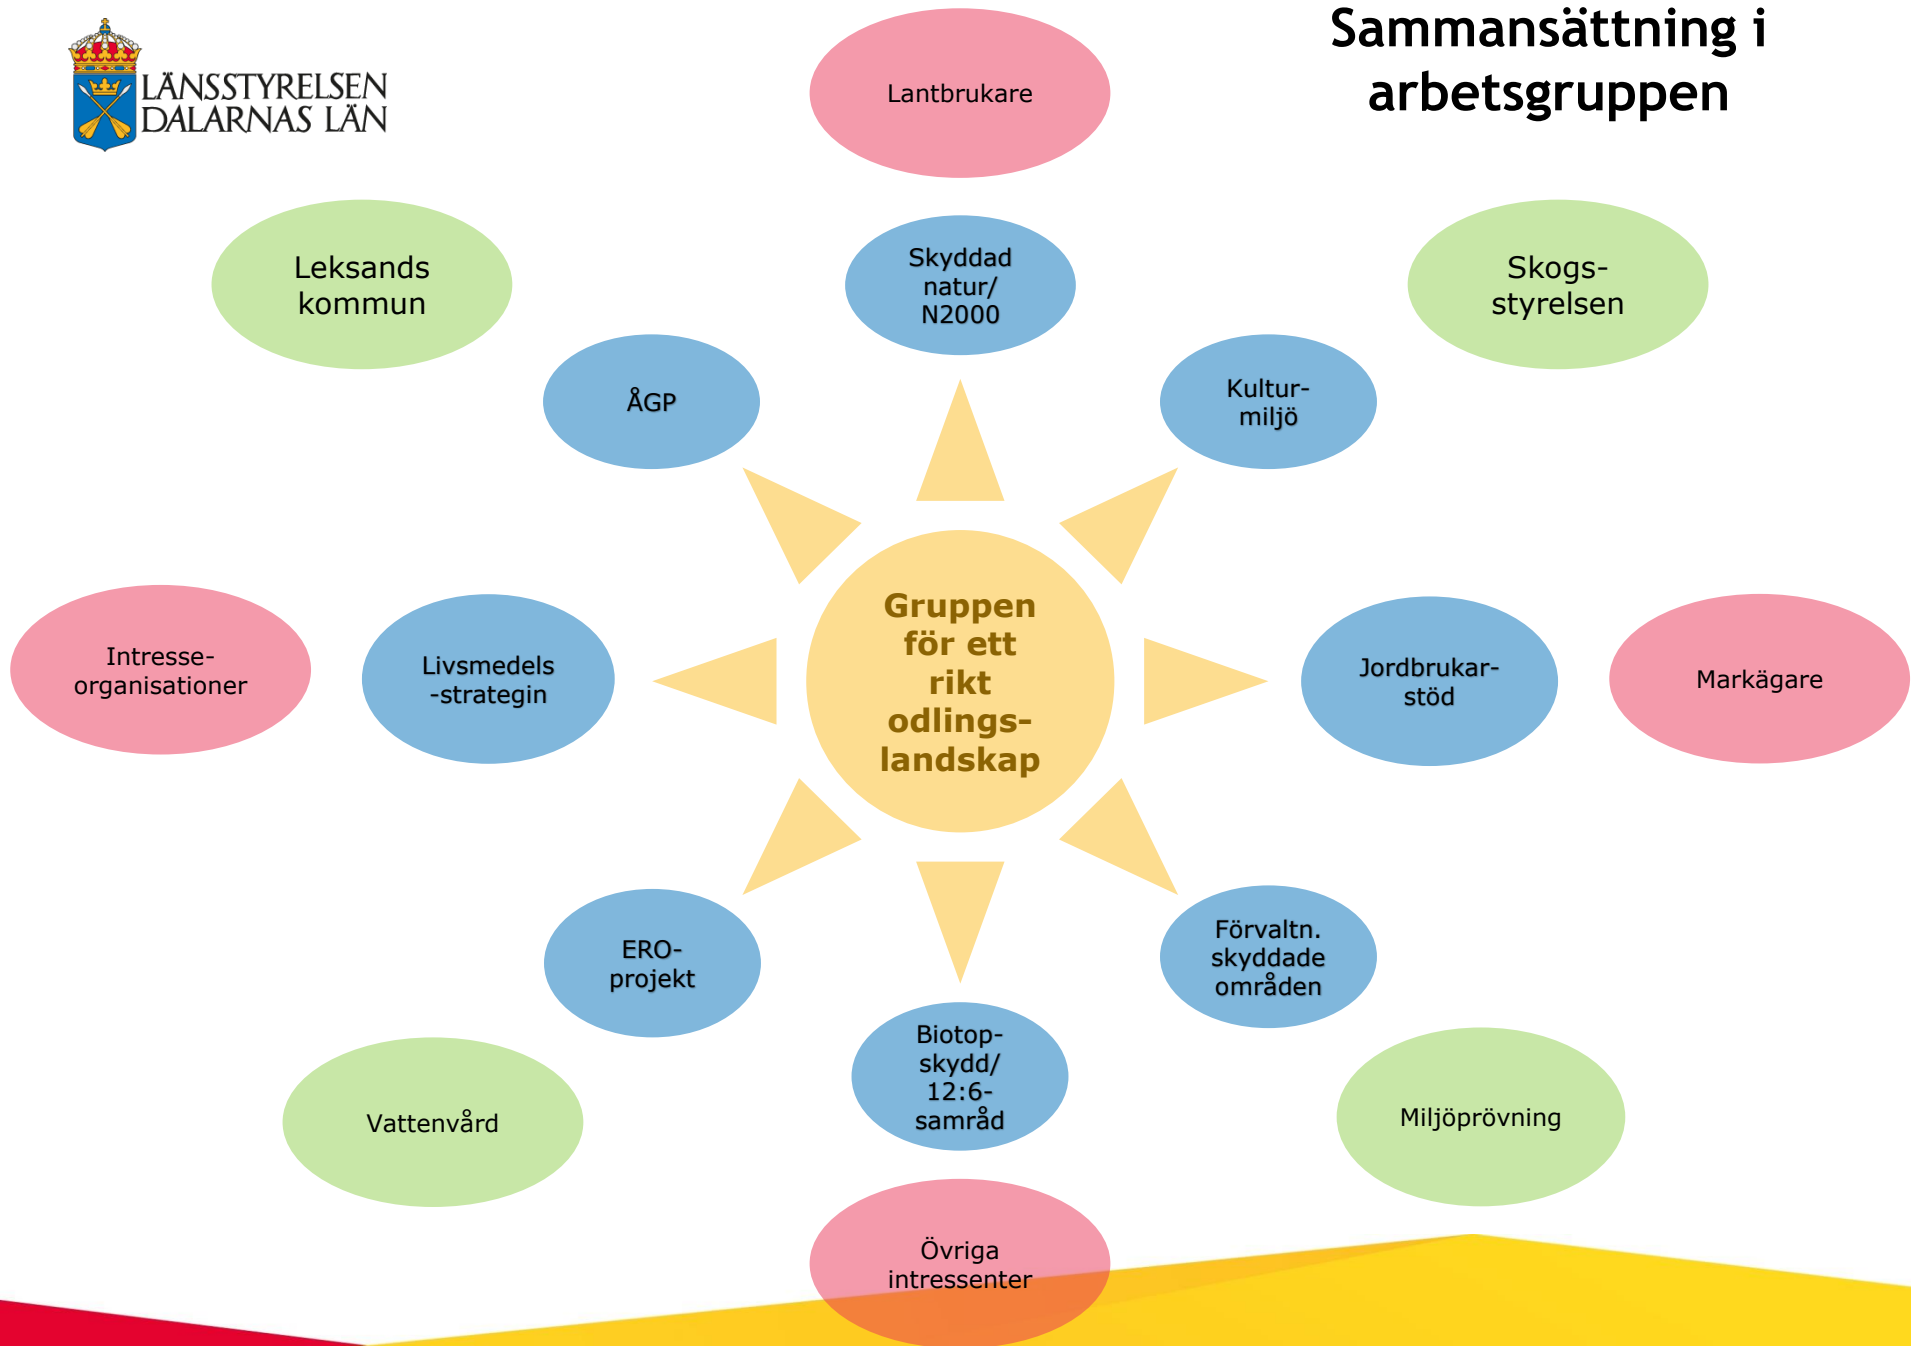 LÄNSSTYRELSEN
DALARNAS LÄN
Sammansättning i
arbetsgruppen
Lantbrukare
Leksands
kommun
Skyddad
natur/
N2000
Skogs-
styrelsen
ÅGP
Kultur-
miljö
Intresse-
organisationer
Livsmedels
-strategin
Gruppen
för ett
rikt
odlings-
landskap
Jordbrukar-
stöd
Markägare
ERO-
projekt
Förvaltn.
skyddade
områden
Vattenvård
Biotop-
skydd/
12:6-
samråd
Miljöprövning
Övriga
intressenter